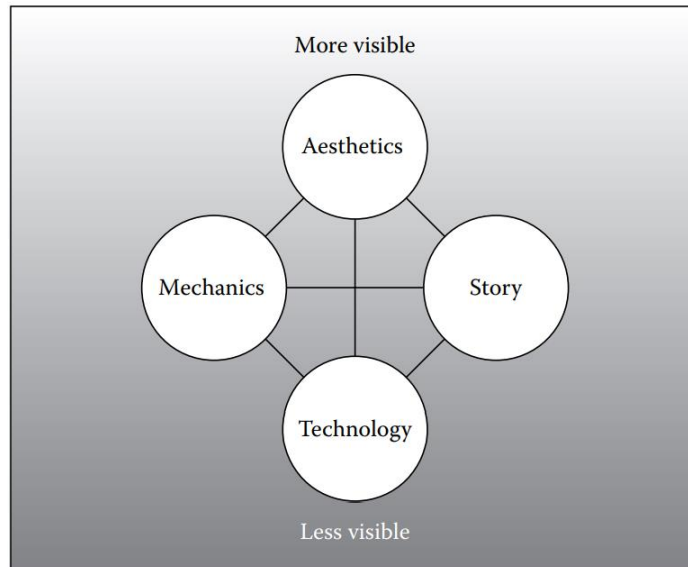 More visible
Aesthetics
Mechanics
Story
Technology
Less visible